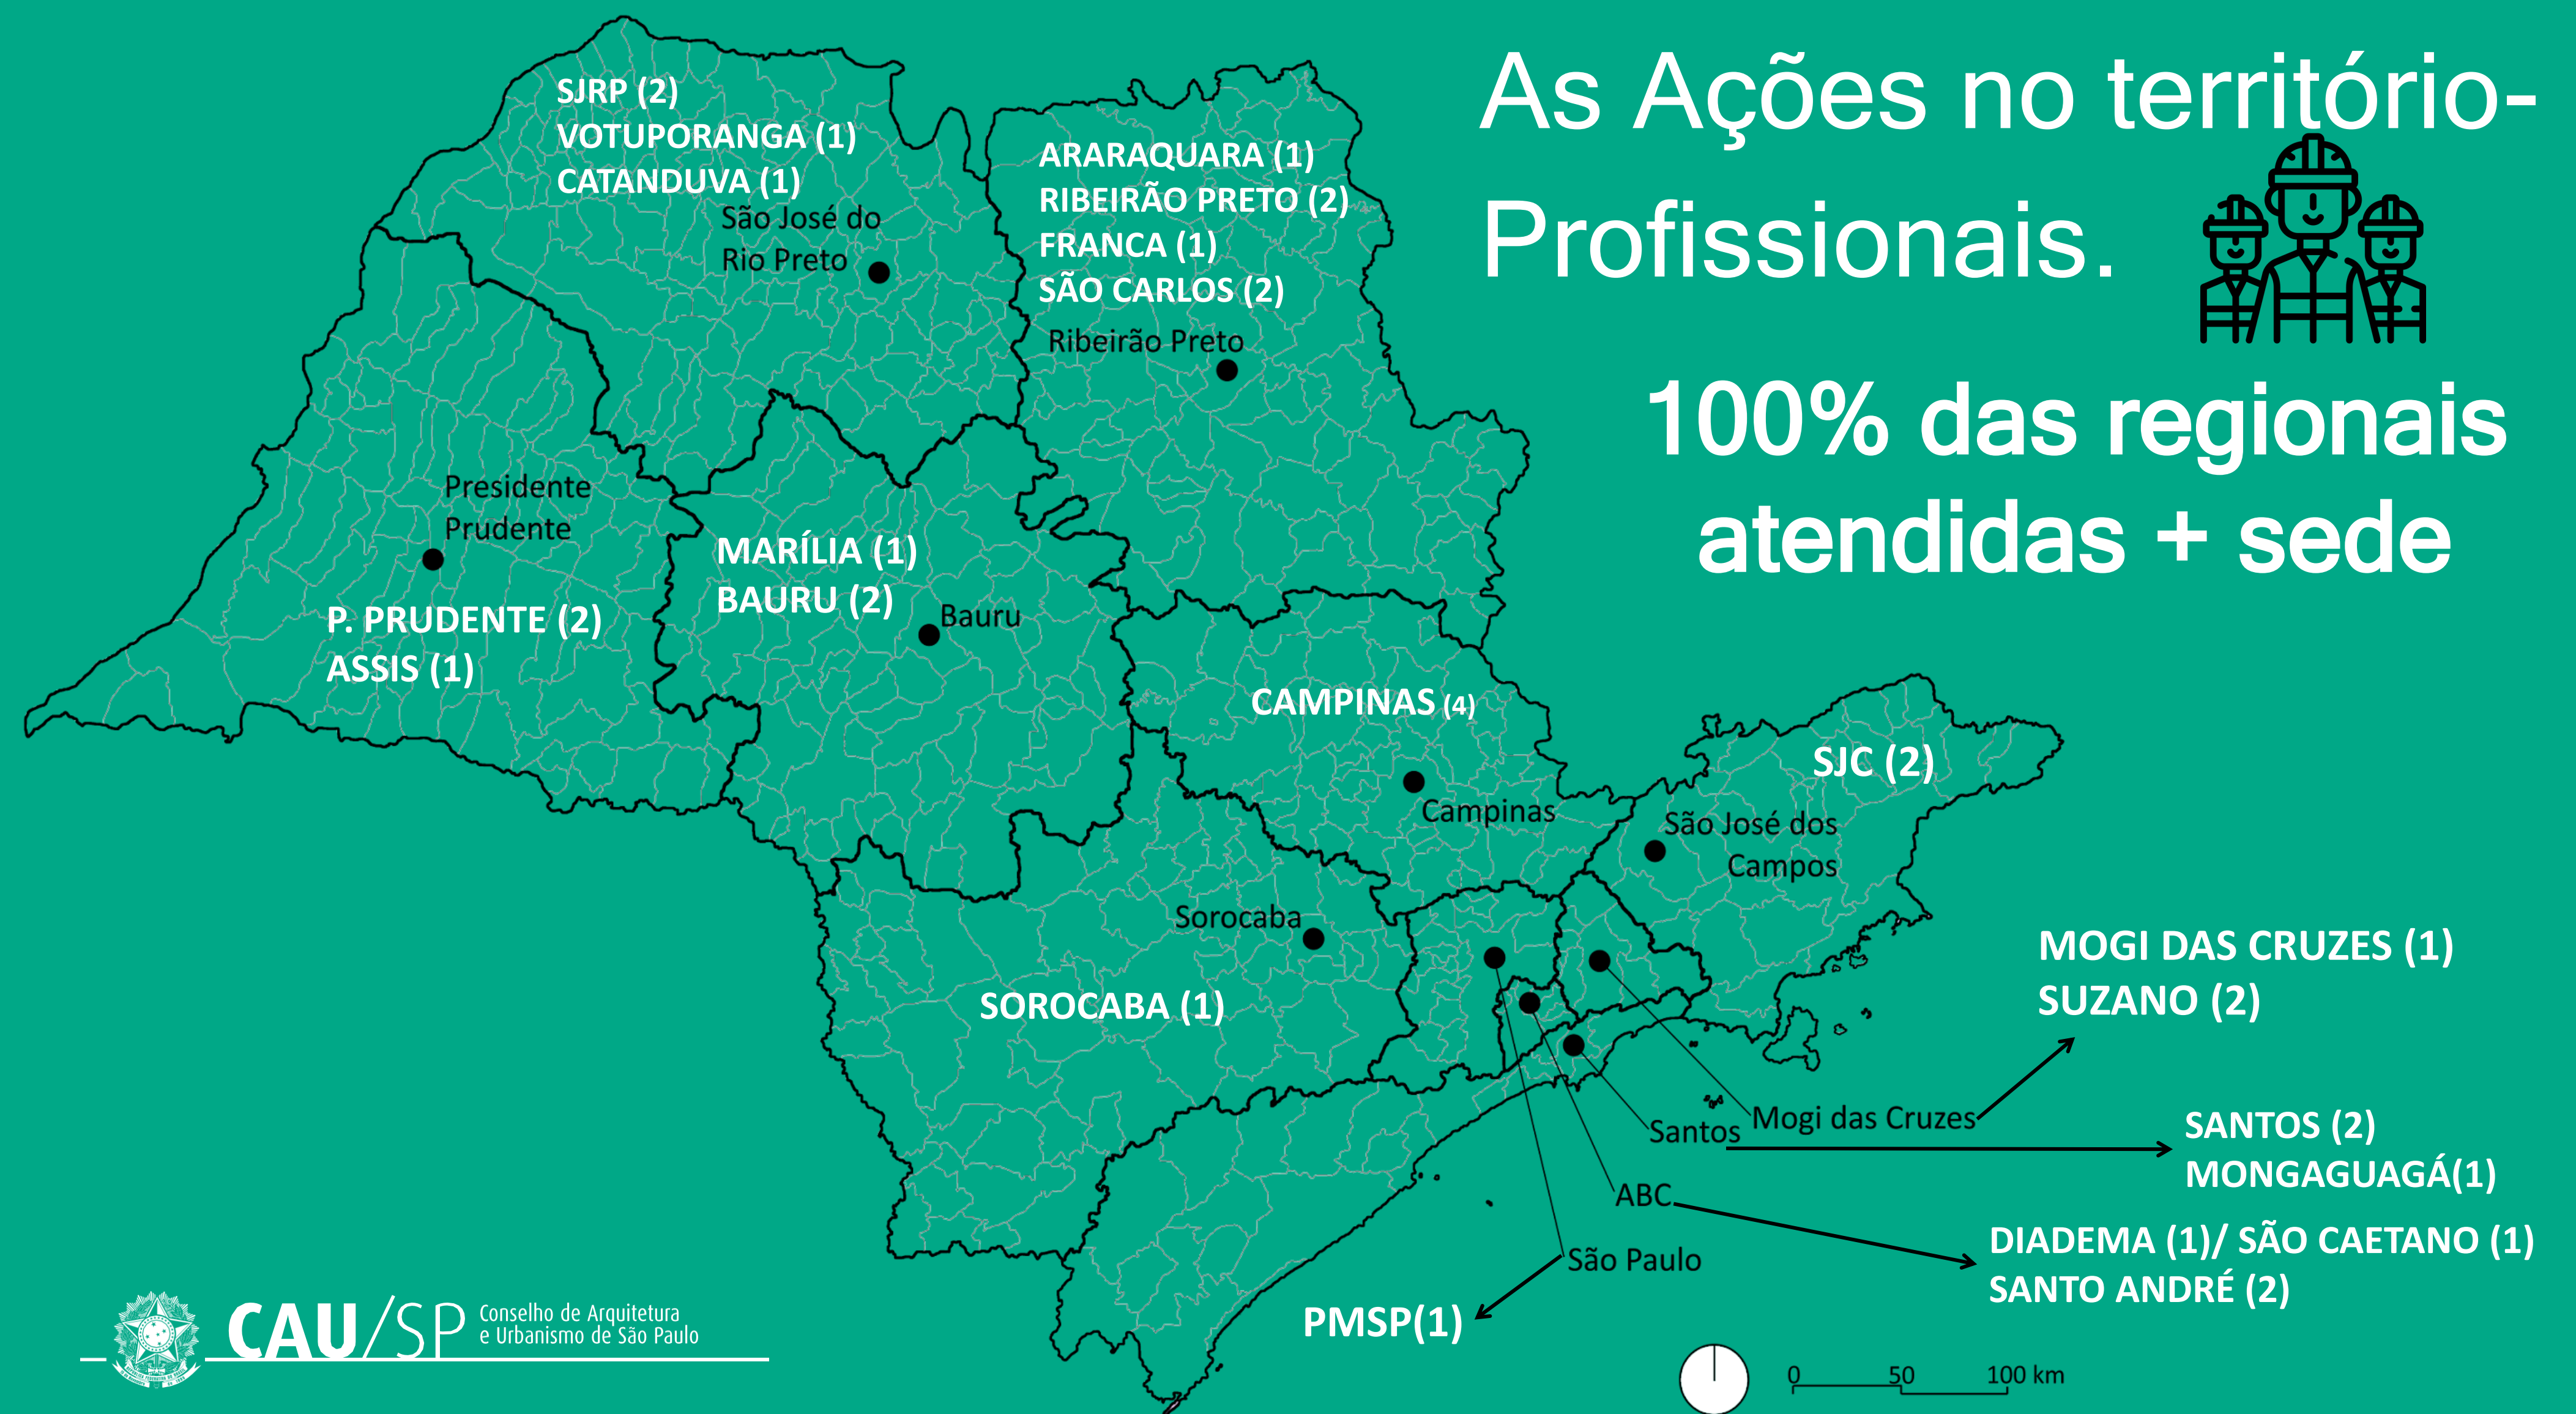 As Ações no território-
Profissionais.
100% das regionais
atendidas + sede
SJRP (2)
VOTUPORANGA (1)
CATANDUVA (1)
São José do
Rio Preto
ARARAQUARA (1)
RIBEIRÃO PRETO (2)
FRANCA (1)
SÃO CARLOS (2)
Ribeirão Preto
Presidente
Prudente
P. PRUDENTE (2)
ASSIS (1)
MARÍLIA (1)
BAURU (2)
Bauru
CAMPINAS (4)
Campinas
SJC (2)
São José dos
Campos
Sorocaba
SOROCABA (1)
MOGI DAS CRUZES (1)
SUZANO (2)
Mogi das Cruzes
Santos
SANTOS (2)
MONGAGUAGÁ(1)
ABC
DIADEMA (1)/ SÃO CAETANO (1)
SANTO ANDRÉ (2)
São Paulo
PMSP(1)
CAU/SP
Conselho de Arquitetura
e Urbanismo de São Paulo
0 50 100 km